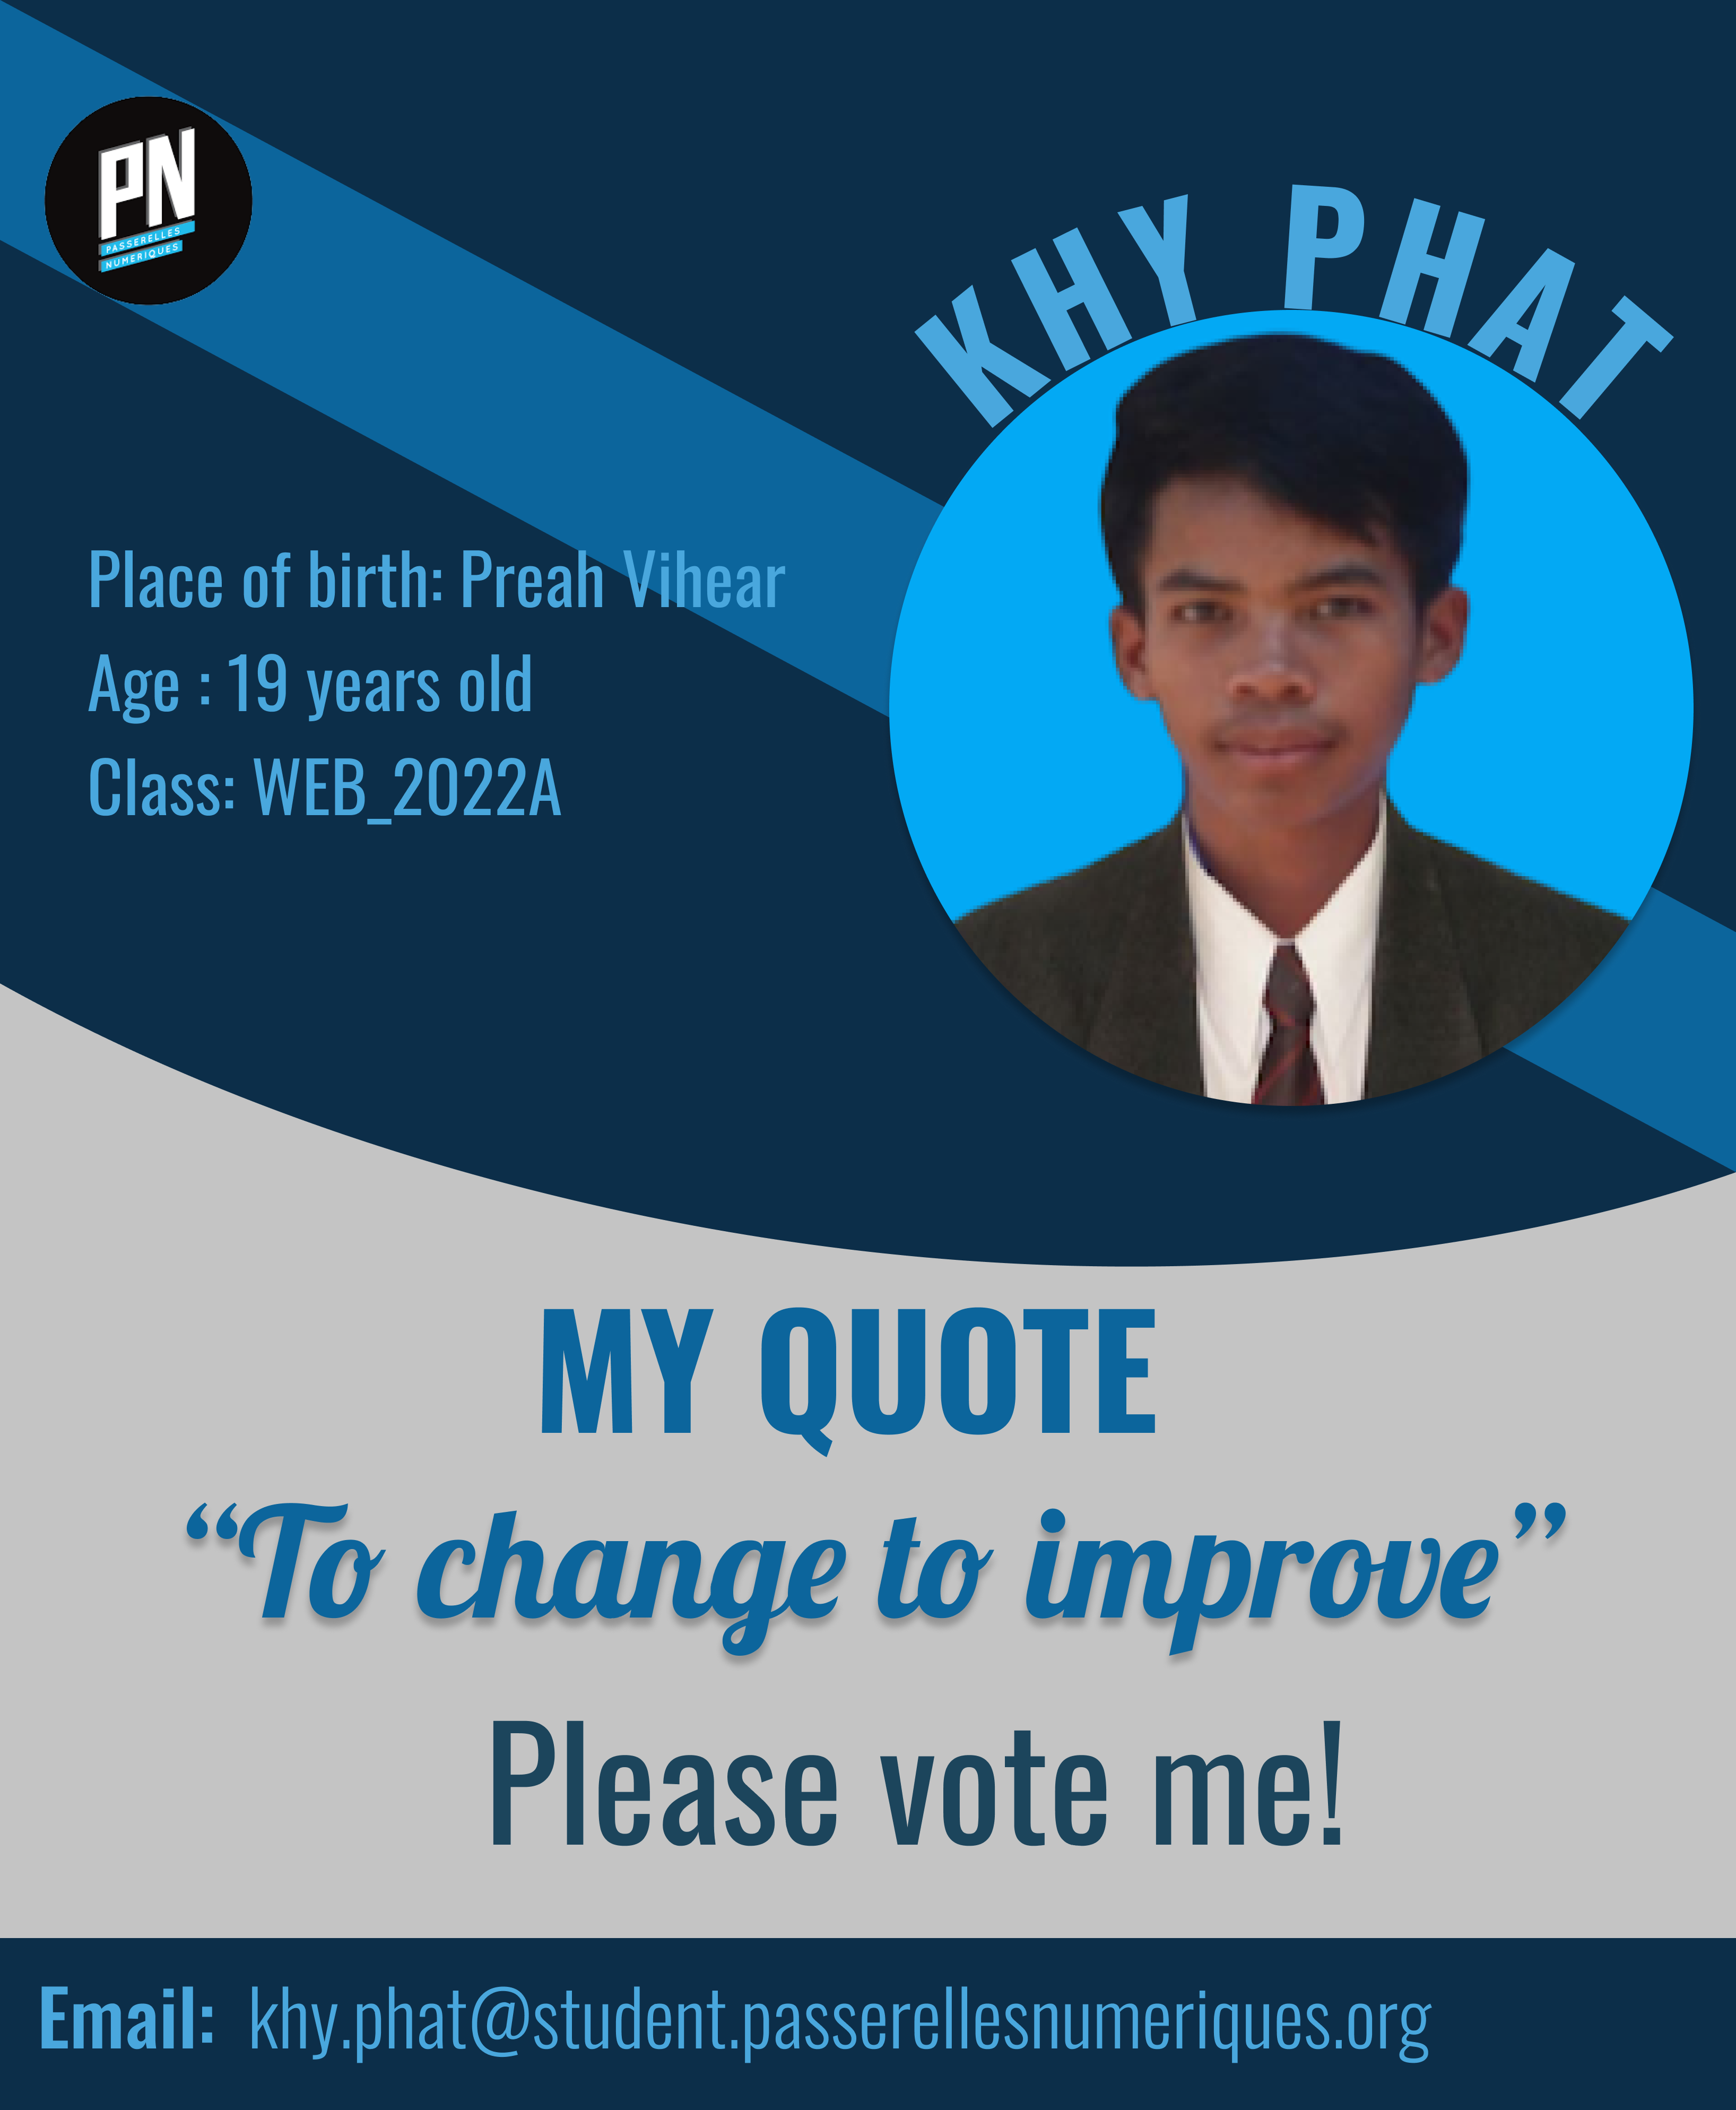 PN
PASSERELLES
NUMERIQUES
KHY PHAT
Place of birth: Preah Vihear
Age : 19 years old
Class: WEB_2022A
MY QUOTE
“To change to improve”
Please vote me!
Email: khy.phat@student.passerellesnumeriques.org